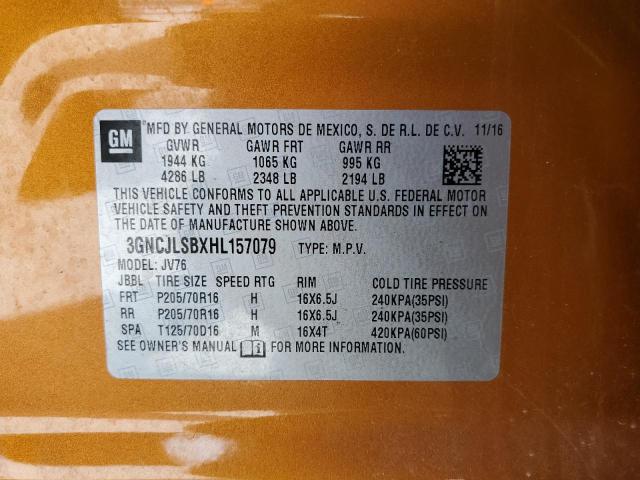 GM
*MFD BY GENERAL MOTORS DE MEXICO, S. DE R.L. DE C.V. 11/16
GVWR GAWR FRT GAWR RR
1944 KG 1065 KG 995 KG
4286 LB 2348 LB 2194 LB
THIS VEHICLE CONFORMS TO ALL APPLICABLE U.S. FEDERAL MOTOR
VEHICLE SAFETY AND THEFT PREVENTION STANDARDS IN EFFECT
ON THE DATE OF MANUFACTURE SHOWN ABOVE.
3GNCJLSBXHL157079 TYPE: M.P.V.
MODEL: JV76
JBBL TIRE SIZE SPEED RTG RIM COLD TIRE PRESSURE
FRT P205/70R16 H 16X6.5J 240KPA(35PSI)
RR P205/70R16 H 16X6.5J 240KPA(35PSI)
SPA T125/70D16 M 16X4T 420KPA(60PSI)
SEE OWNER'S MANUAL FOR MORE INFORMATION.